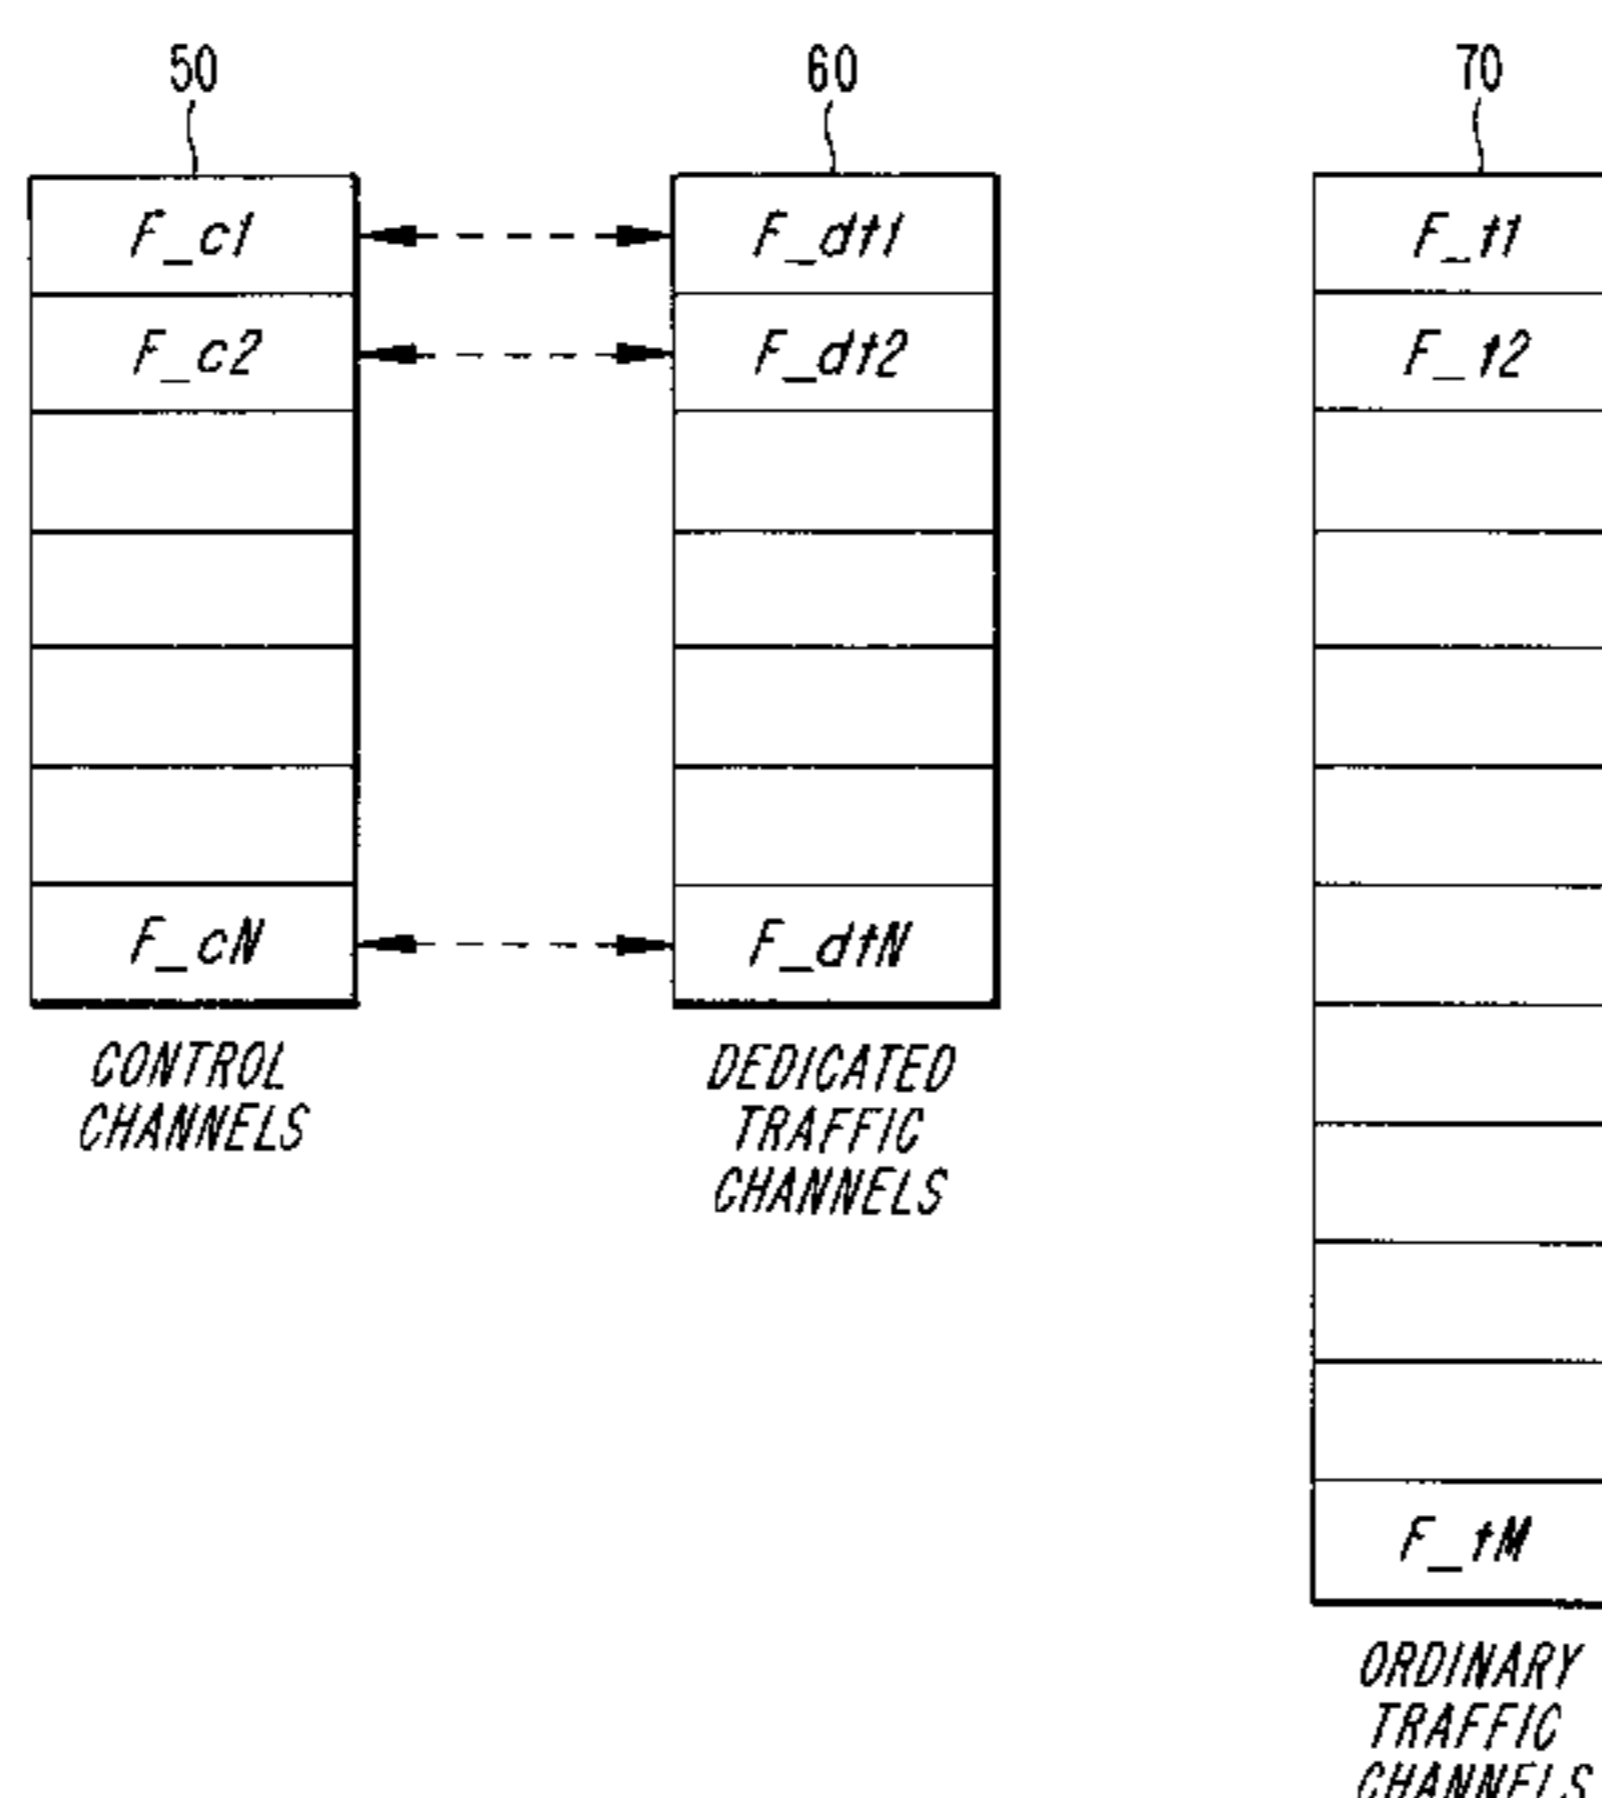 50
60
70
F_c1
F_dt1
F_t1
F_c2
F_dt2
F_t2
F_cN
F_dtN
CONTROL
CHANNELS
DEDICATED
TRAFFIC
CHANNELS
F_tM
ORDINARY
TRAFFIC
CHANNELS